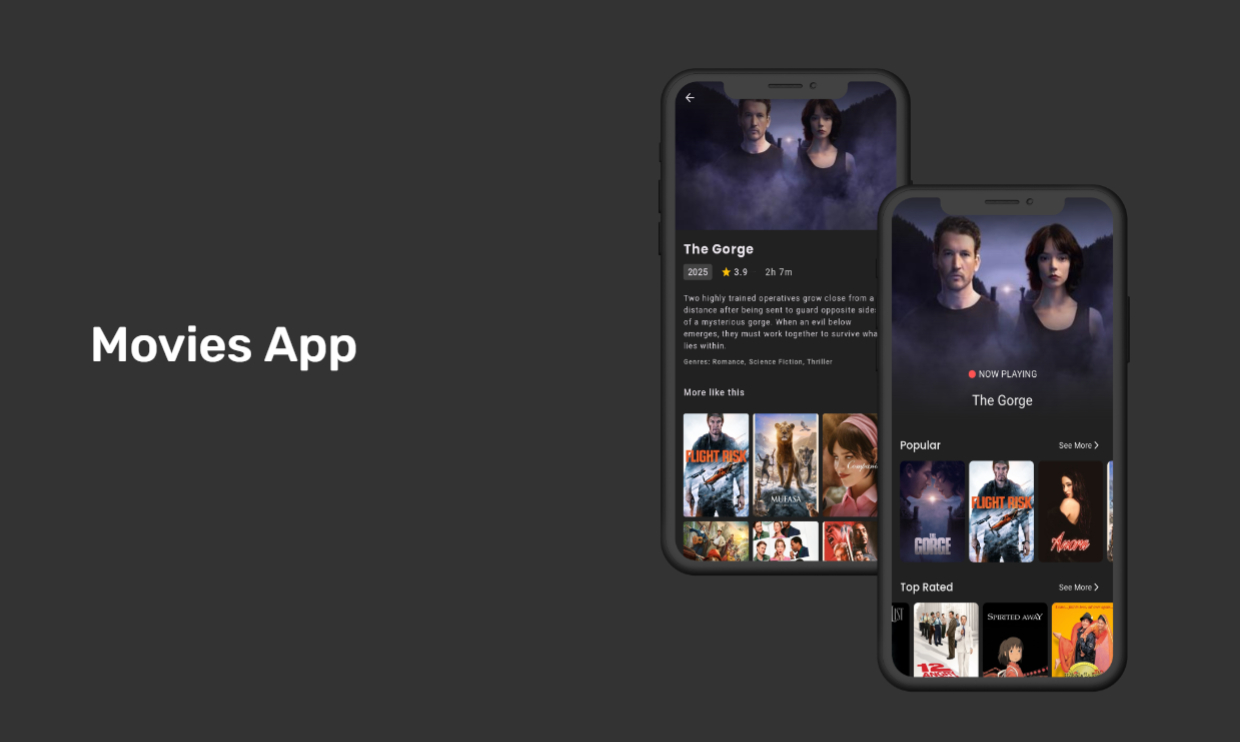 Movies App
The Gorge
2025 3.9 2h 7m
Two highly trained operatives grow close from a
distance after being sent to guard opposite side
of a mysterious gorge. When an evil below
emerges, they must work together to survive wha
lies within.
Genres: Romance, Science Fiction, Thriller
More like this
FLIGHT RISK
MUFASA
NOW PLAYING
The Gorge
Popular
See More
THE GORGE
FLIGHT RISK
Anora
Top Rated
See More
LIST
12
SPIRITED AWAY